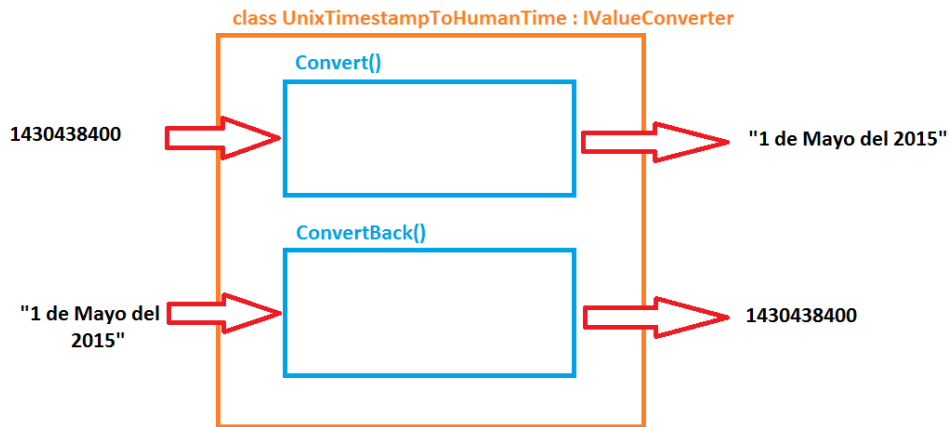 class UnixTimestampToHumanTime : IValueConverter
Convert()
1430438400
"1 de Mayo del 2015"
ConvertBack()
"1 de Mayo del
2015"
1430438400